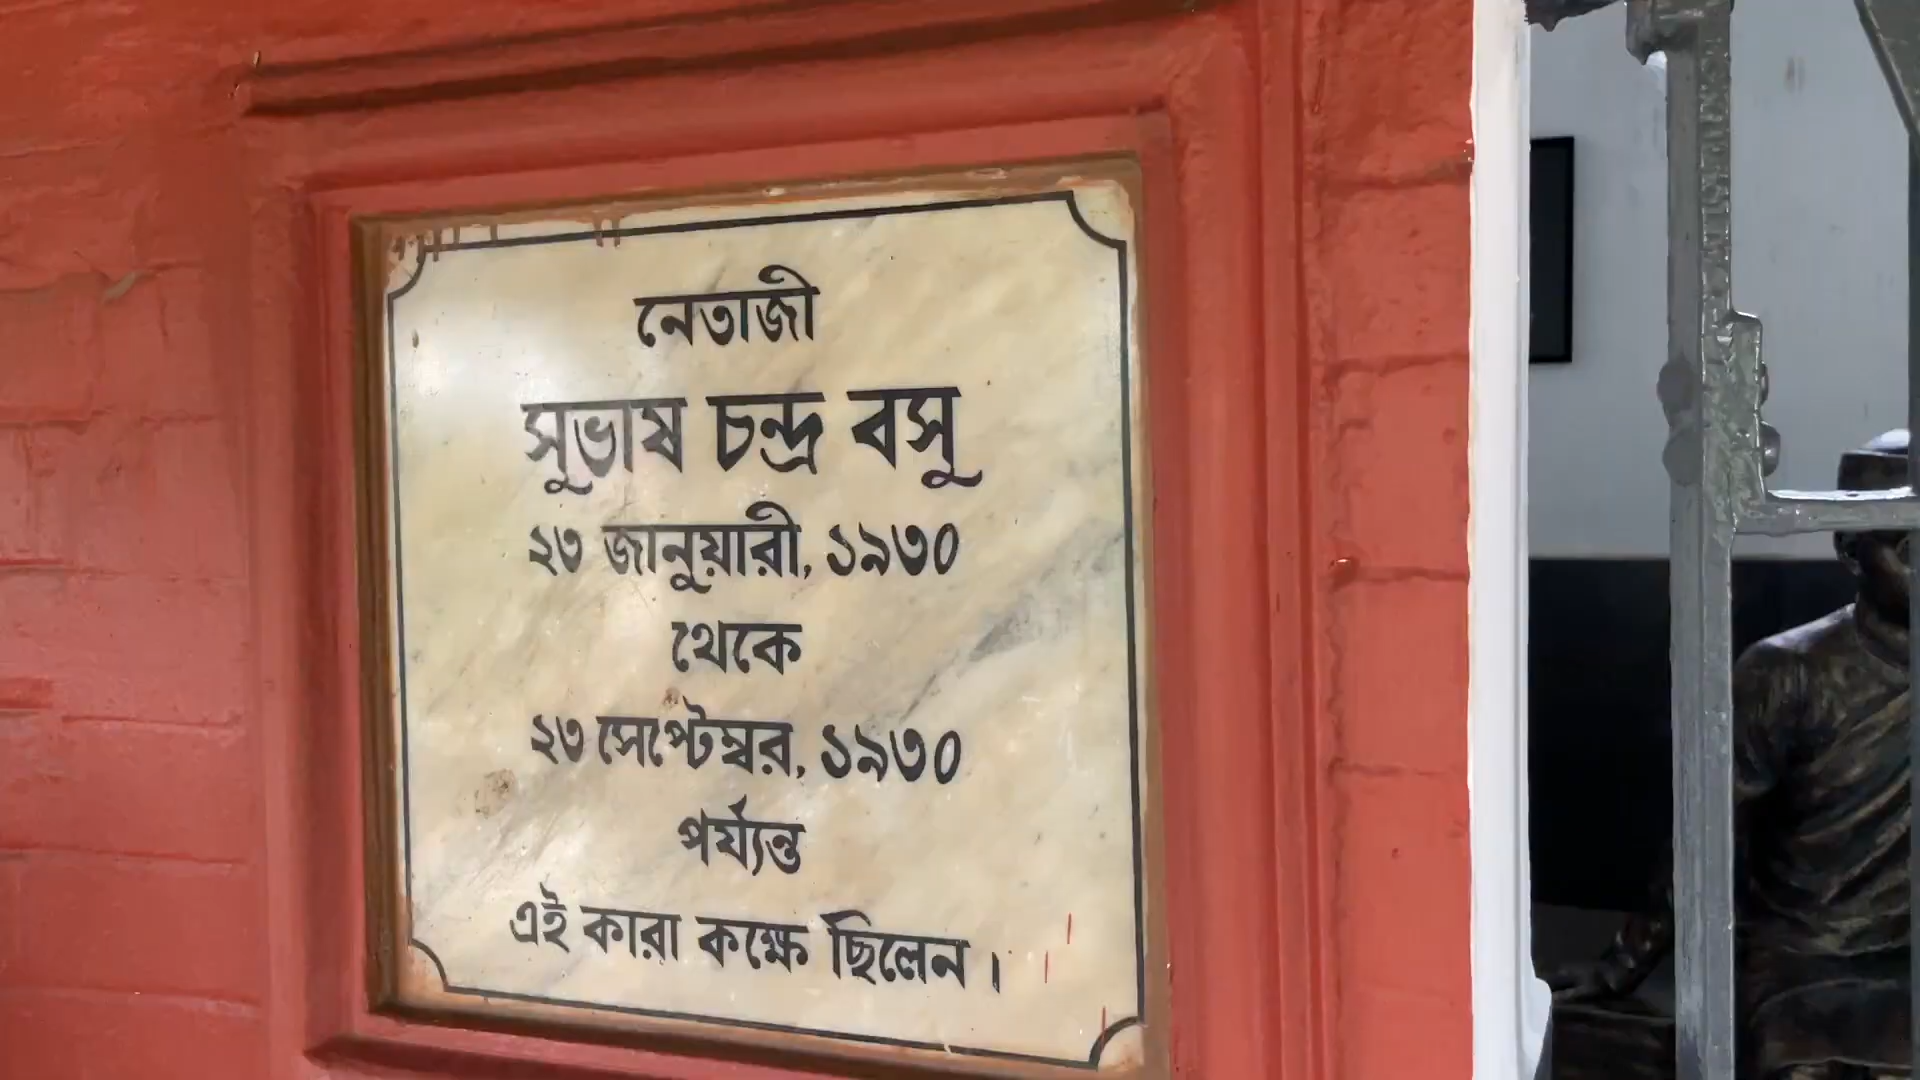 নেতাজী
সুভাষ চন্দ্র বসু
২৩ জানুয়ারী, ১৯৩০
থেকে
২৩ সেপ্টেম্বর, ১৯৩০
পর্য্যন্ত
এই কারা কক্ষে ছিলেন।